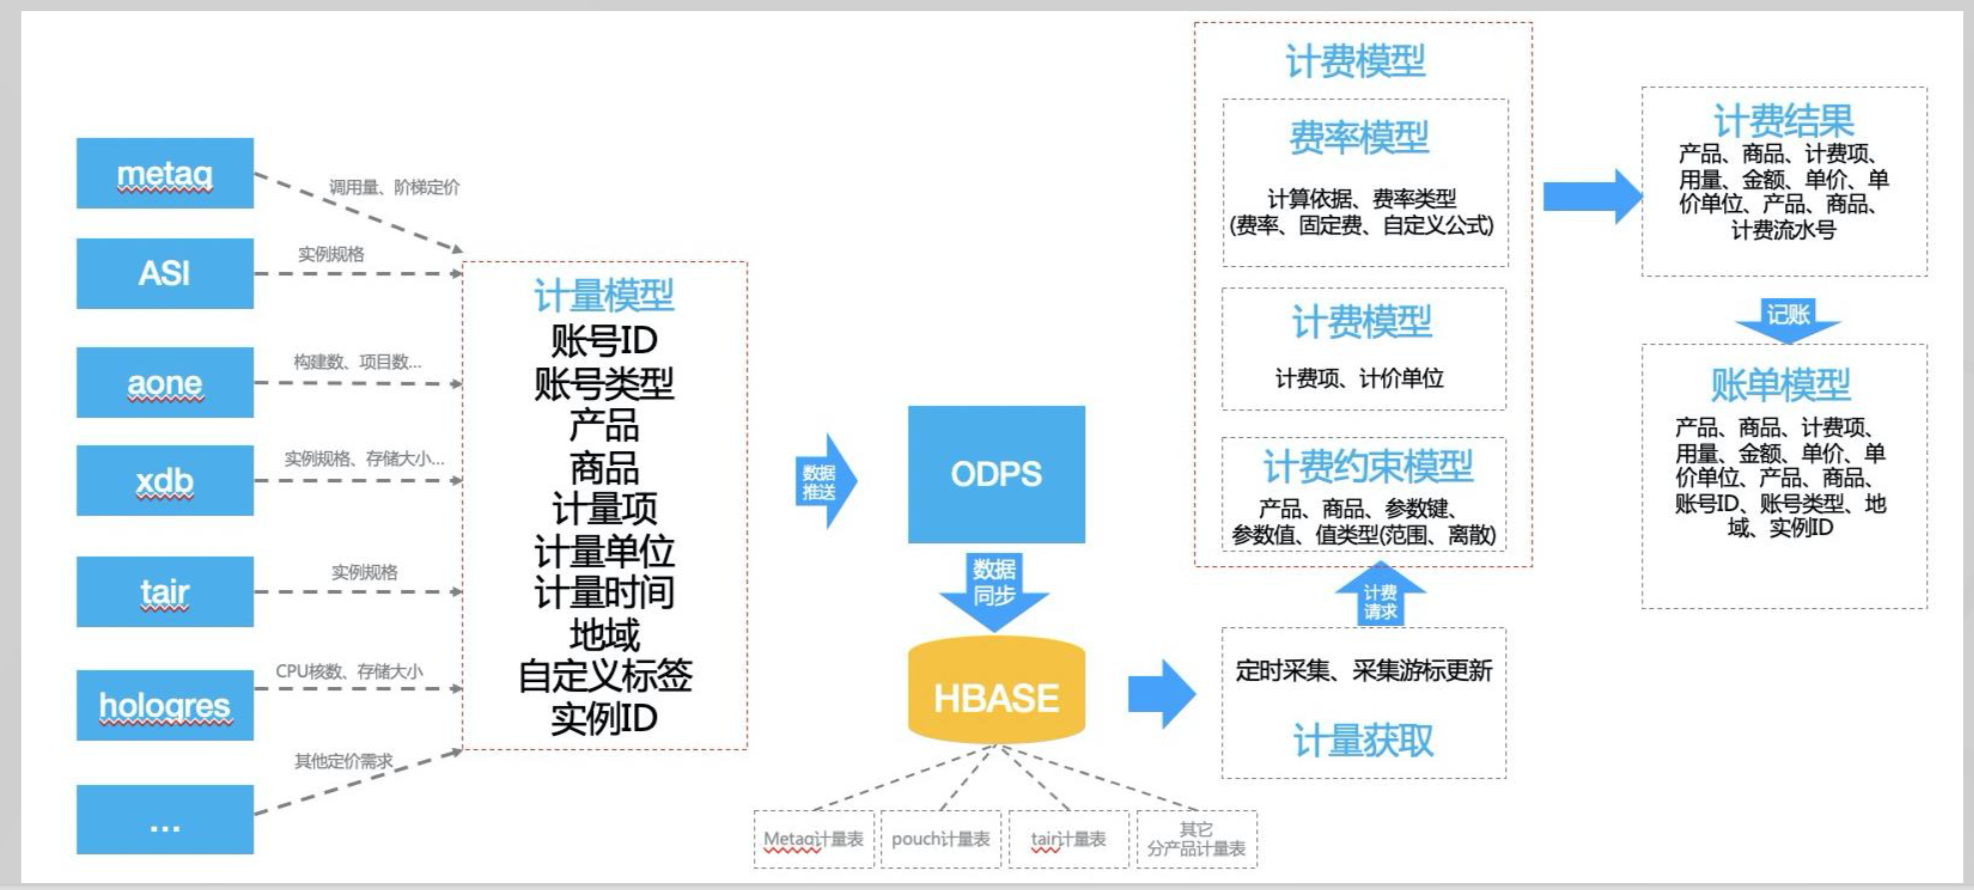 metaq
调用量、阶梯定价
ASI
实例规格
aone
构建数、项目数...
xdb
实例规格、存储大小...
tair
实例规格
hologres
CPU核数、存储大小
...
其他定价需求
计量模型
账号ID
账号类型
产品
商品
计量项
计量单位
计量时间
地域
自定义标签
实例ID
数据
推送
ODPS
数据
同步
HBASE
Metaq计量表
pouch计量表
tair计量表
其它
分产品计量表
计费模型
费率模型
计算依据、费率类型
(费率、固定费、自定义公式)
计费模型
计费项、计价单位
计费约束模型
产品、商品、参数键、
参数值、值类型(范围、离散)
计费
请求
定时采集、采集游标更新
计量获取
计费结果
产品、商品、计费项、
用量、金额、单价、单
价单位、产品、商品、
计费流水号
记账
账单模型
产品、商品、计费项、
用量、金额、单价、单
价单位、产品、商品、
账号ID、账号类型、地
域、实例ID